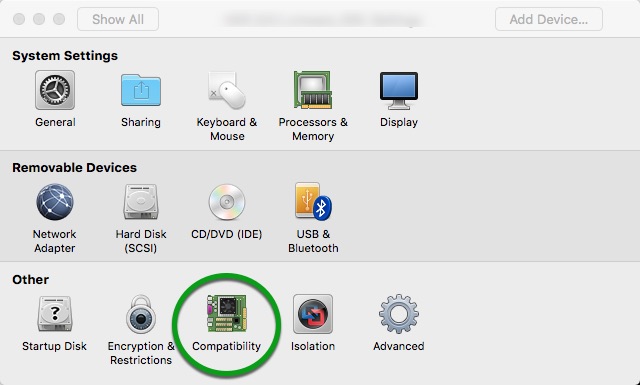 Show All
Add Device...
System Settings
General
Sharing
Keyboard &
Mouse
Processors &
Memory
Display
Removable Devices
Network
Adapter
Hard Disk
(SCSI)
CD/DVD (IDE)
USB &
Bluetooth
Other
?
Startup Disk
Encryption &
Restrictions
Compatibility
Isolation
Advanced